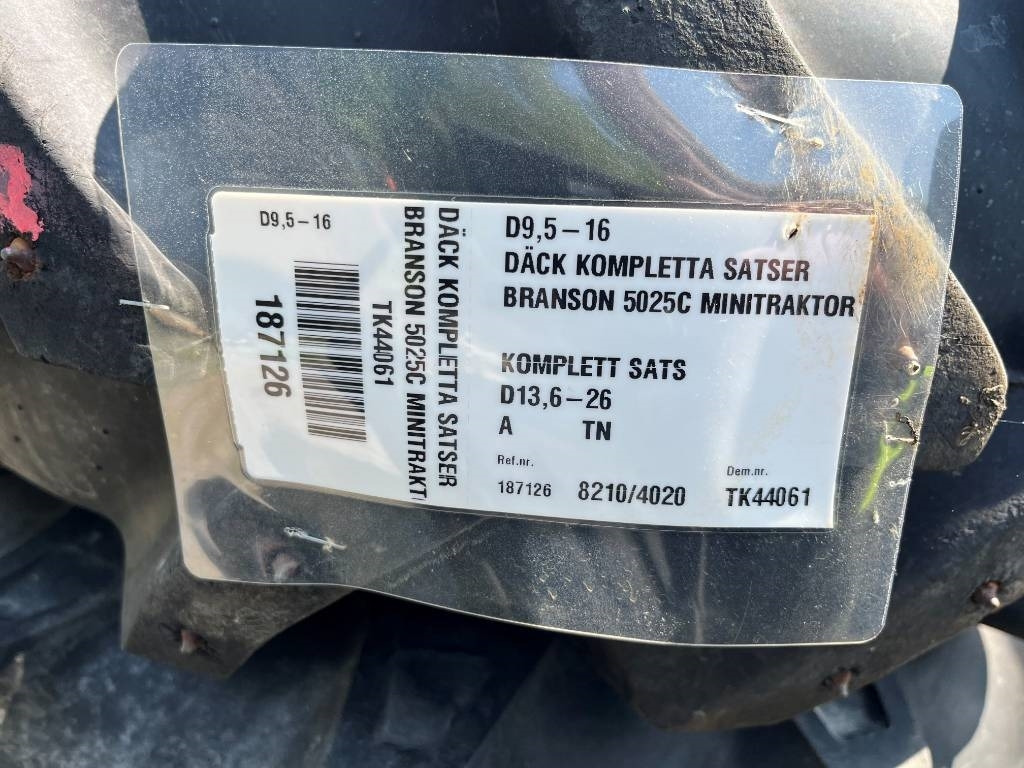 D9,5–16
187126
TK44061
BRANSON 5025C MINITRAKT
DÄCK KOMPLETTA SATSER
D9,5–16
DÄCK KOMPLETTA SATSER
BRANSON 5025C MINITRAKTOR
KOMPLETT SATS
D13,6–26
A TN
Ref.nr. Dem.nr.
187126 8210/4020 TK44061